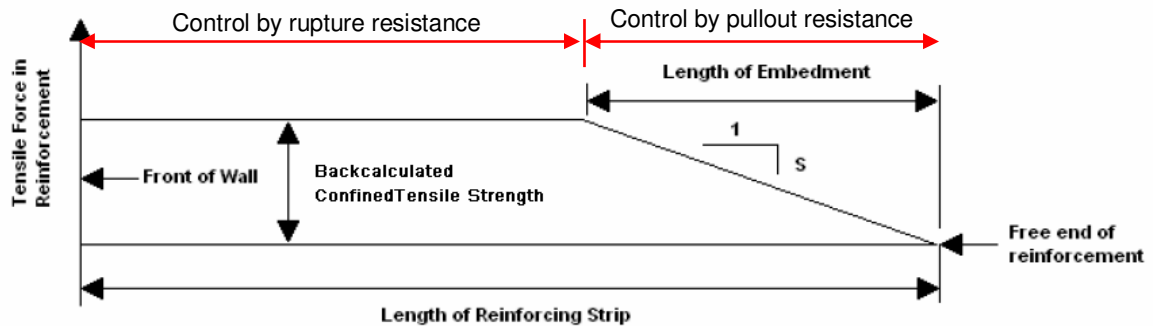 Control by rupture resistance
Control by pullout resistance
Length of Embedment
Tensile Force in
Reinforcement
1
S
Front of Wall
Backcalculated
ConfinedTensile Strength
Free end of
reinforcement
Length of Reinforcing Strip